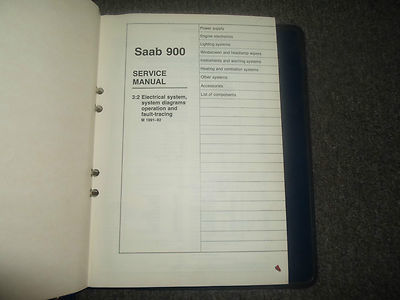 Saab 900
SERVICE
MANUAL
3:2 Electrical system,
system diagrams
operation and
fault-tracing
M 1991-92
Power supply
Engine electronics
Lighting systems
Windscreen and headlamp wipers
Instruments and warning systems
Heating and ventilation systems
Other systems
Accessories
List of components